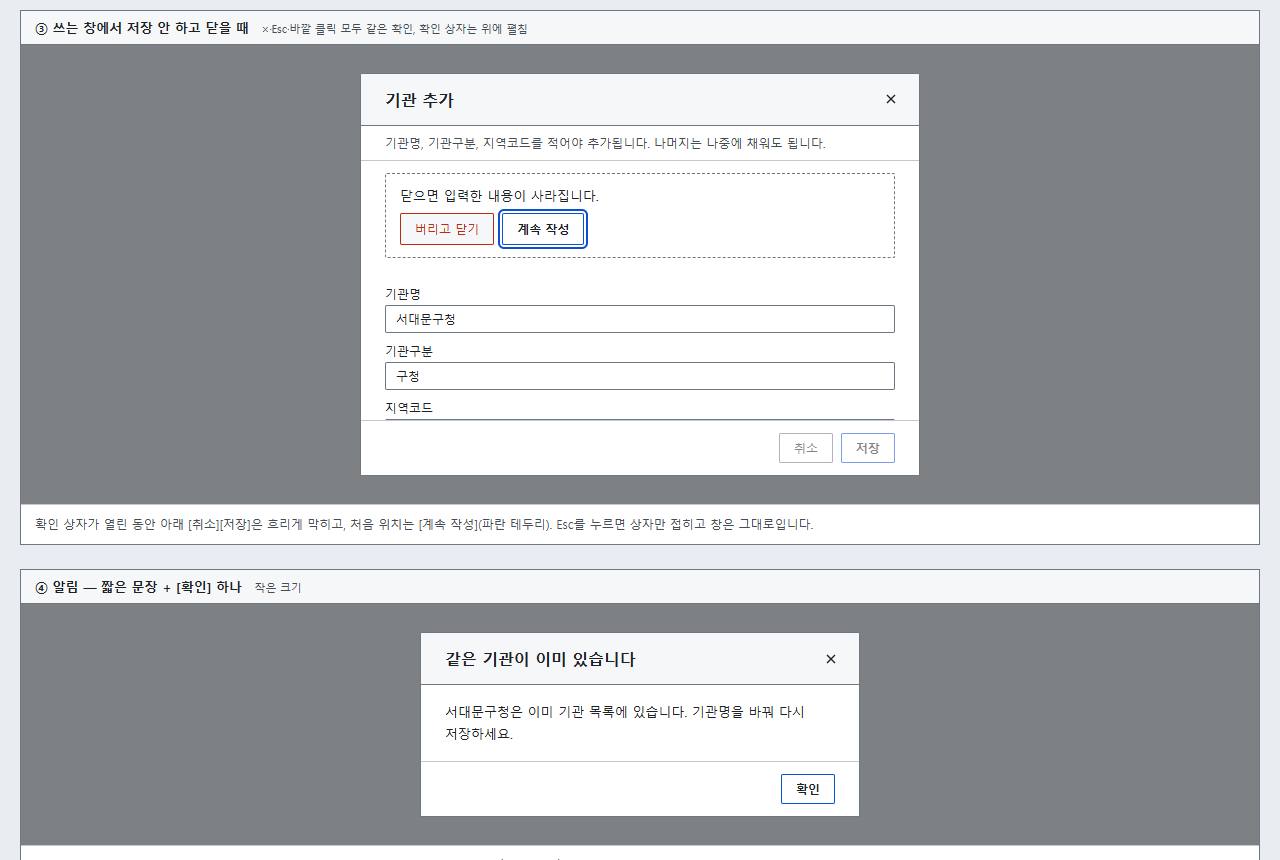 ③ 쓰는 창에서 저장 안 하고 닫을 때 ×·Esc·바깥 클릭 모두 같은 확인, 확인 상자는 위에 펼침
기관 추가 ×
기관명, 기관구분, 지역코드를 적어야 추가됩니다. 나머지는 나중에 채워도 됩니다.
닫으면 입력한 내용이 사라집니다.
버리고 닫기 계속 작성
기관명
서대문구청
기관구분
구청
지역코드
취소 저장
확인 상자가 열린 동안 아래 [취소][저장]은 흐리게 막히고, 처음 위치는 [계속 작성](파란 테두리). Esc를 누르면 상자만 접히고 창은 그대로입니다.
④ 알림 — 짧은 문장 + [확인] 하나 작은 크기
같은 기관이 이미 있습니다 ×
서대문구청은 이미 기관 목록에 있습니다. 기관명을 바꿔 다시
저장하세요.
확인